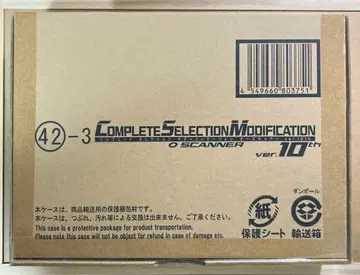 4 549660 803751
42-3 COMPLETE SELECTION MODIFICATION
O SCANNER ver.10th
本ケースは、商品輸送用の保護梱包材です。
本ケースは、つぶれ、汚れ等による交換は出来ませんので、ご了承ください。
This case is a protective package for product transportation.
Please note this case will not be object for refund in case of damage etc.
紙
保護シート
ダンボール
輸送箱